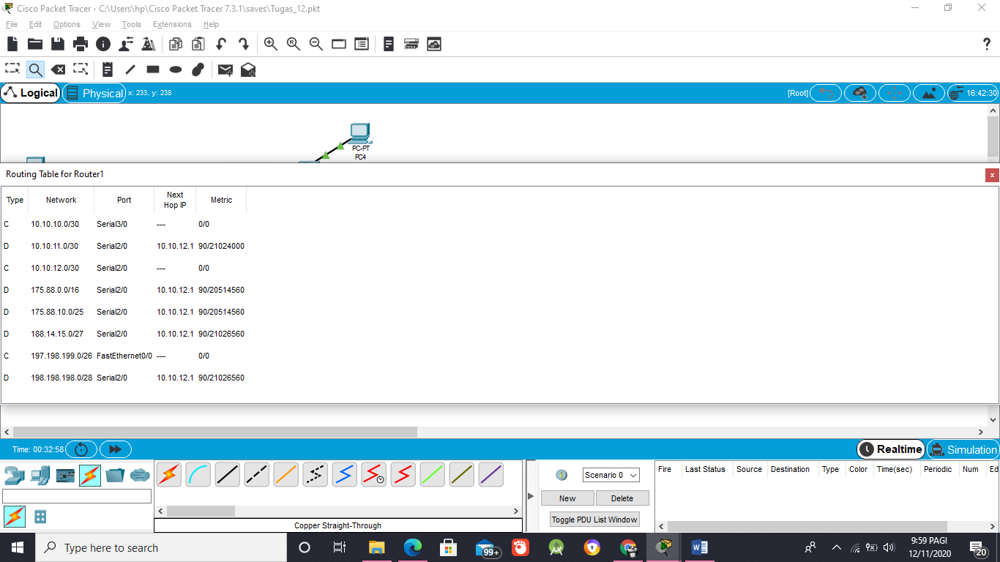 Cisco Packet Tracer - C:\Users\hp\Cisco Packet Tracer 7.3.1\saves\Tugas_12.pkt
File Edit Options View Tools Extensions Help
Logical Physical x: 233, y: 238 [Root] 16:42:30
PC-PT
PC4
Routing Table for Router1
Type Network Port Next Hop IP Metric
C 10.10.10.0/30 Serial3/0 --- 0/0
D 10.10.11.0/30 Serial2/0 10.10.12.1 90/21024000
C 10.10.12.0/30 Serial2/0 --- 0/0
D 175.88.0.0/16 Serial2/0 10.10.12.1 90/20514560
D 175.88.10.0/25 Serial2/0 10.10.12.1 90/20514560
D 188.14.15.0/27 Serial2/0 10.10.12.1 90/21026560
C 197.198.199.0/26 FastEthernet0/0 --- 0/0
D 198.198.198.0/28 Serial2/0 10.10.12.1 90/21026560
Time: 00:32:58 Realtime Simulation
Scenario 0
New Delete
Toggle PDU List Window
Fire Last Status Source Destination Type Color Time(sec) Periodic Num Ed
Copper Straight-Through
Type here to search
99+
9:59 PAGI
12/11/2020
20